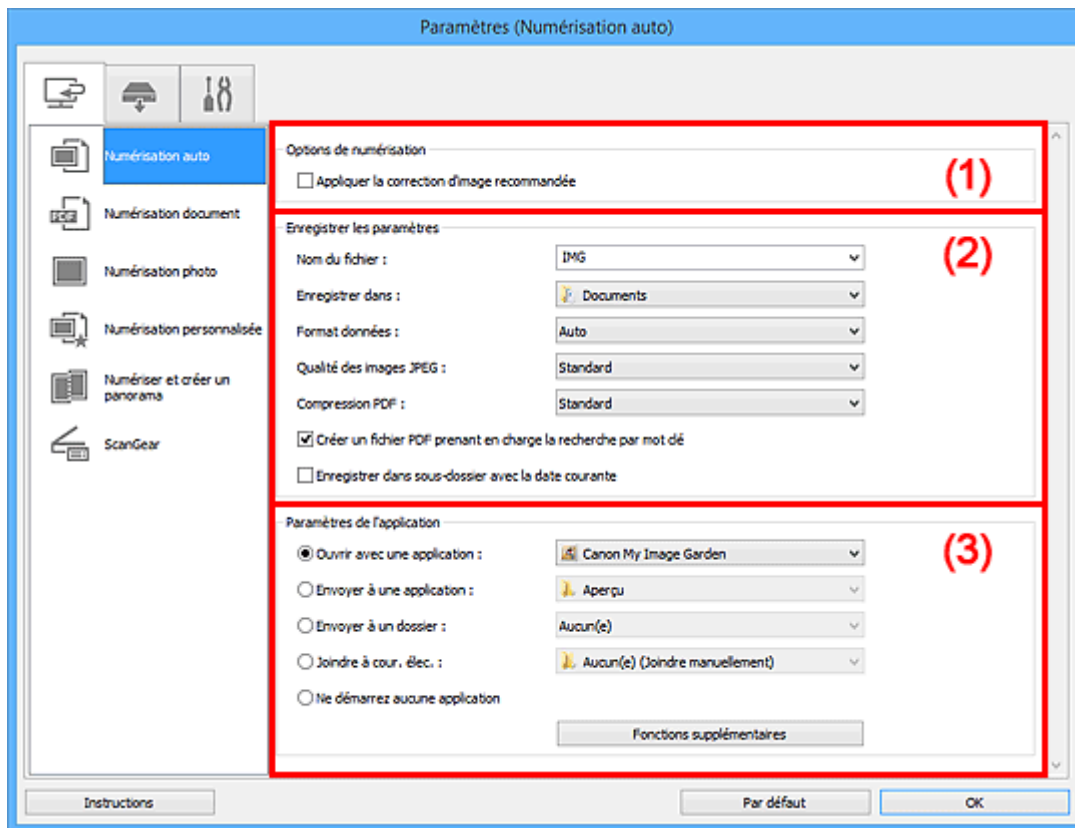 Paramètres (Numérisation auto)
Numérisation auto
Numérisation document
Numérisation photo
Numérisation personnalisée
Numériser et créer un
panorama
ScanGear
Options de numérisation
Appliquer la correction d'image recommandée
(1)
Enregistrer les paramètres
(2)
Nom du fichier : IMG
Enregistrer dans : Documents
Format données : Auto
Qualité des images JPEG : Standard
Compression PDF : Standard
Créer un fichier PDF prenant en charge la recherche par mot clé
Enregistrer dans sous-dossier avec la date courante
Paramètres de l'application
(3)
Ouvrir avec une application : Canon My Image Garden
Envoyer à une application : Aperçu
Envoyer à un dossier : Aucun(e)
Joindre à cour. élec. : Aucun(e) (Joindre manuellement)
Ne démarrez aucune application
Fonctions supplémentaires
Instructions
Par défaut
OK